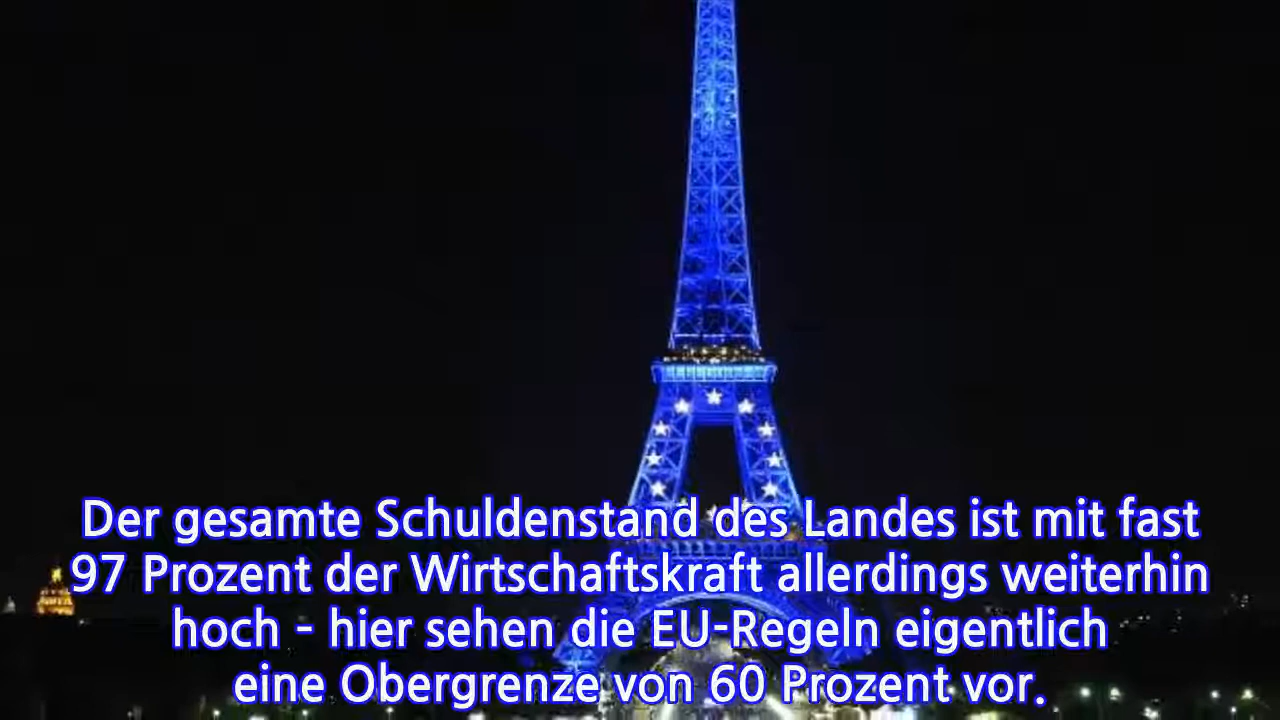 Der gesamte Schuldenstand des Landes ist mit fast
97 Prozent der Wirtschaftskraft allerdings weiterhin
hoch - hier sehen die EU-Regeln eigentlich
eine Obergrenze von 60 Prozent vor.